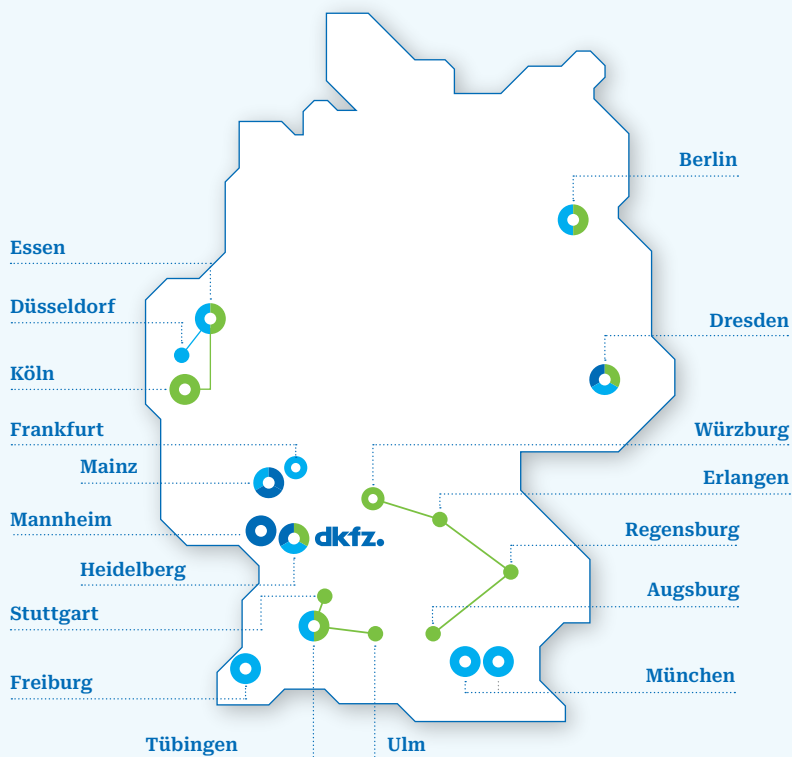 Berlin
Essen
Düsseldorf
Dresden
Köln
Frankfurt
Würzburg
Mainz
Erlangen
Mannheim
dkfz.
Regensburg
Heidelberg
Augsburg
Stuttgart
Freiburg
München
Tübingen
Ulm